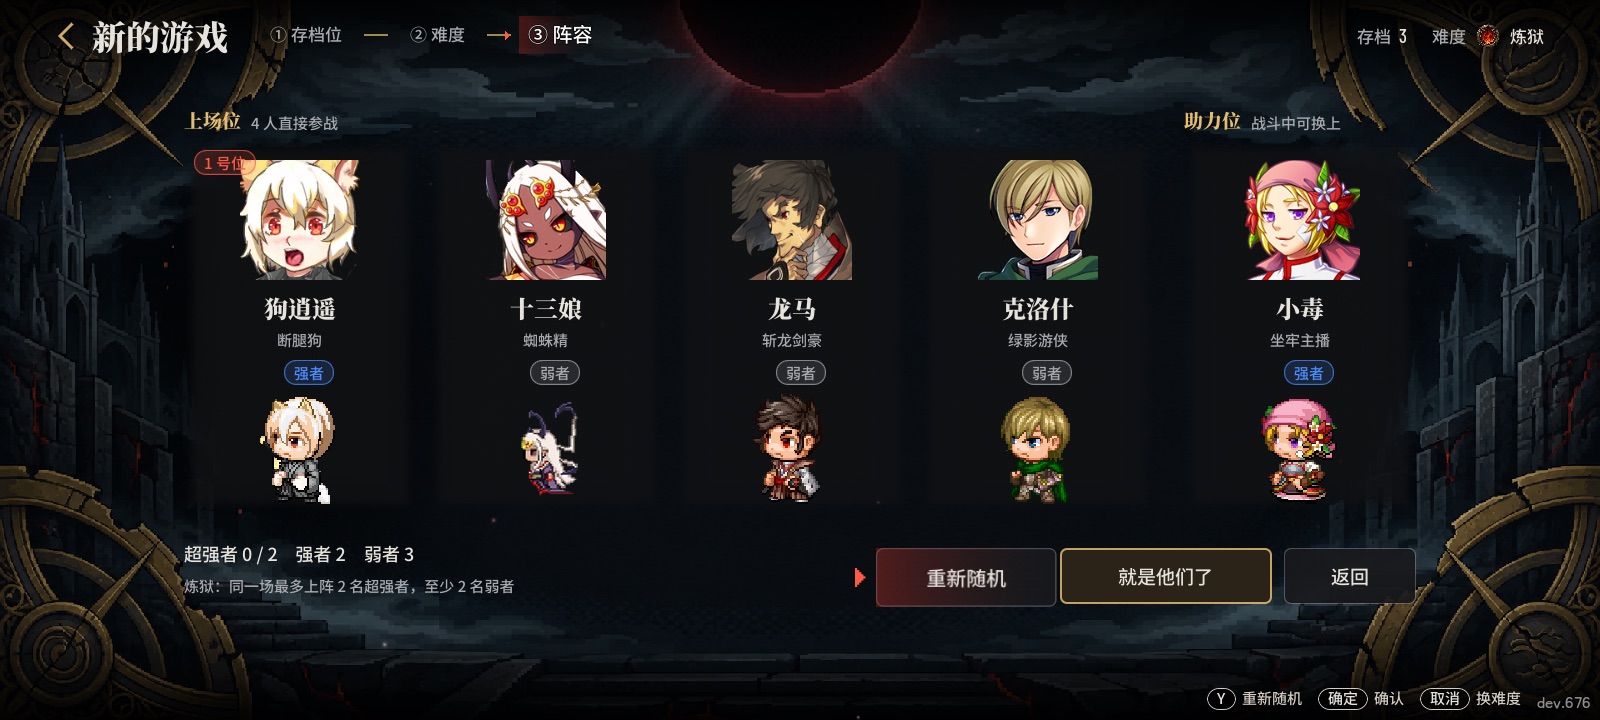 新的游戏
① 存档位 — ② 难度 → ③ 阵容
存档 3 难度 炼狱
上场位 4 人直接参战
助力位 战斗中可换上
1 号位
狗逍遥
断腿狗
强者
十三娘
蜘蛛精
弱者
龙马
斩龙剑豪
弱者
克洛什
绿影游侠
弱者
小毒
坐牢主播
强者
超强者 0 / 2 强者 2 弱者 3
炼狱：同一场最多上阵 2 名超强者，至少 2 名弱者
重新随机
就是他们了
返回
Y 重新随机 确定 确认 取消 换难度
dev.676